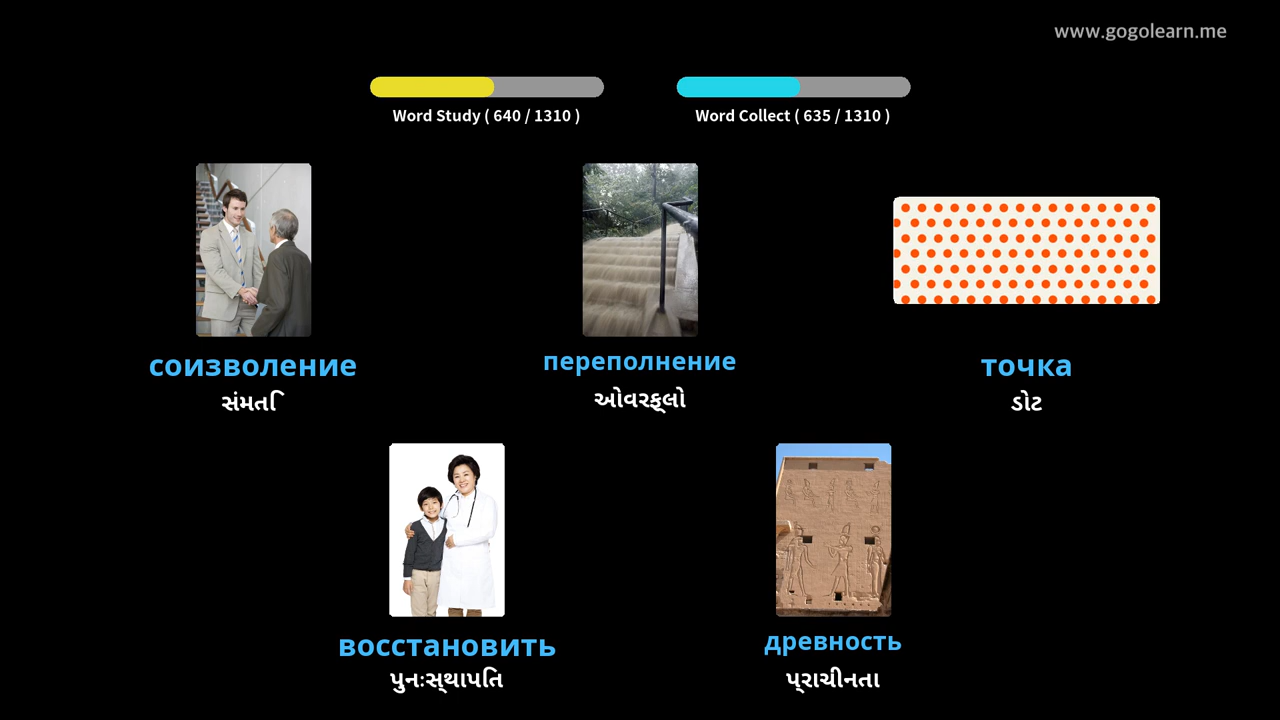 www.gogolearn.me
Word Study ( 640 / 1310 )
Word Collect ( 635 / 1310 )
соизволение
સંમતિ
переполнение
ઓવરફ્લો
точка
ડોટ
восстановить
પુનઃસ્થાપતિ
древность
પ્રાચીનતા